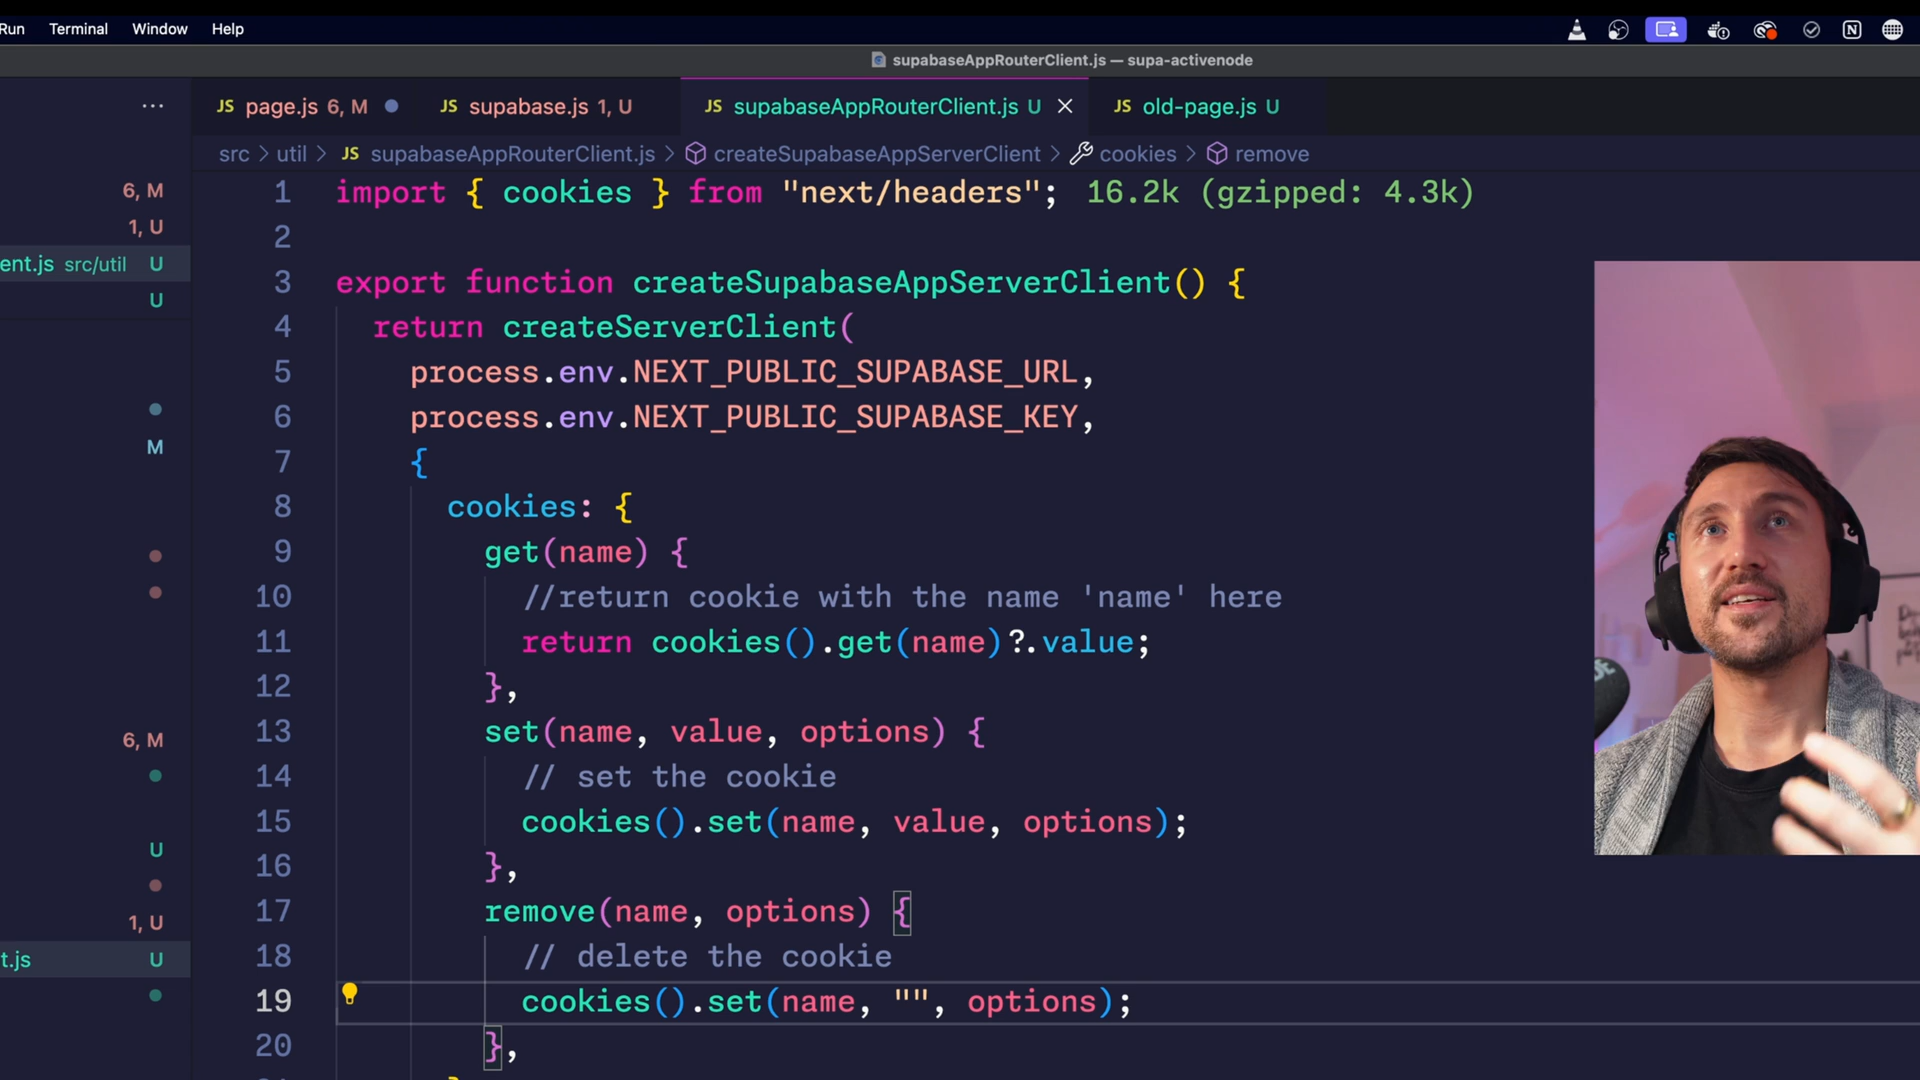 Run Terminal Window Help
supabaseAppRouterClient.js — supa-activenode
JS page.js 6, M JS supabase.js 1, U JS supabaseAppRouterClient.js U JS old-page.js U
src > util > JS supabaseAppRouterClient.js > createSupabaseAppServerClient > cookies > remove
6, M
1, U
ent.js src/util U
U
M
6, M
U
1, U
t.js U
1 import { cookies } from "next/headers"; 16.2k (gzipped: 4.3k)
2
3 export function createSupabaseAppServerClient() {
4 return createServerClient(
5 process.env.NEXT_PUBLIC_SUPABASE_URL,
6 process.env.NEXT_PUBLIC_SUPABASE_KEY,
7 {
8 cookies: {
9 get(name) {
10 //return cookie with the name 'name' here
11 return cookies().get(name)?.value;
12 },
13 set(name, value, options) {
14 // set the cookie
15 cookies().set(name, value, options);
16 },
17 remove(name, options) {
18 // delete the cookie
19 cookies().set(name, "", options);
20 },